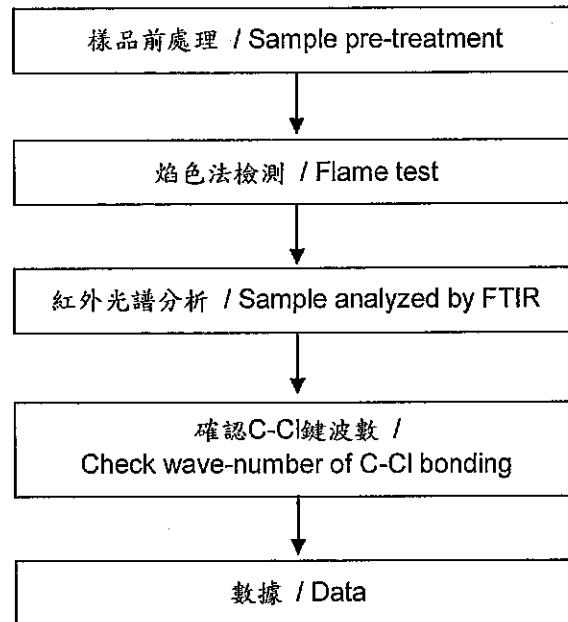 樣品前處理 / Sample pre-treatment
焰色法檢測 / Flame test
紅外光譜分析 / Sample analyzed by FTIR
確認C-Cl鍵波數 /
Check wave-number of C-Cl bonding
數據 / Data